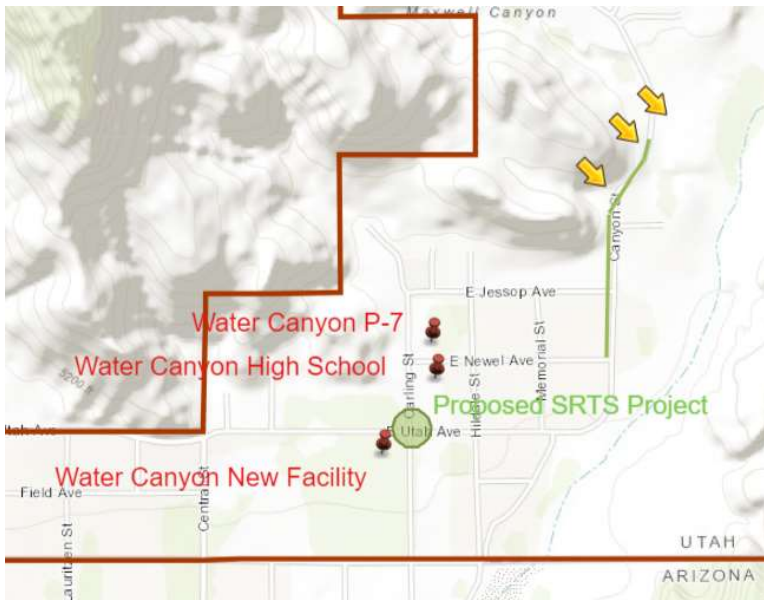 Maxwell Canyon
Canyon St
E Jessop Ave
Water Canyon P-7
Memorial St
Water Canyon High School
E Newel Ave
Carling St
Hildale St
Proposed SRTS Project
Utah Ave
E Utah Ave
5200 ft
Water Canyon New Facility
Field Ave
Central St
Lauritzen St
UTAH
ARIZONA